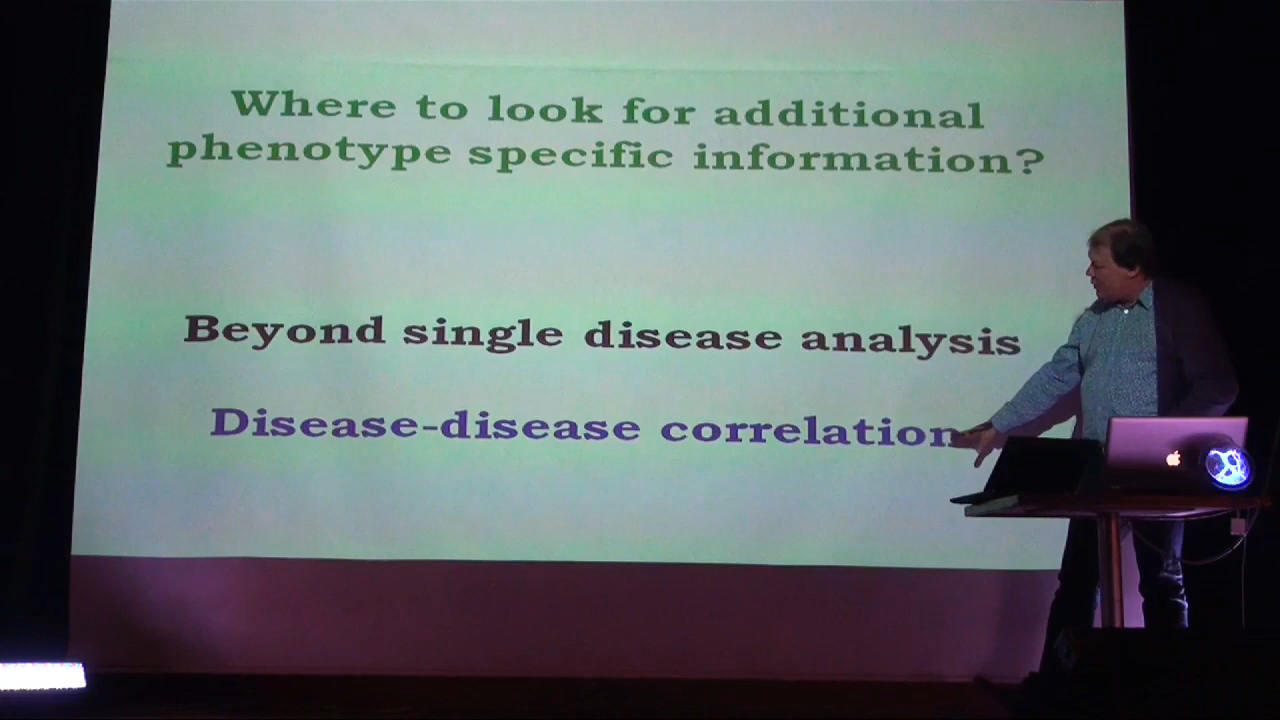 Where to look for additional
phenotype specific information?
Beyond single disease analysis
Disease-disease correlation